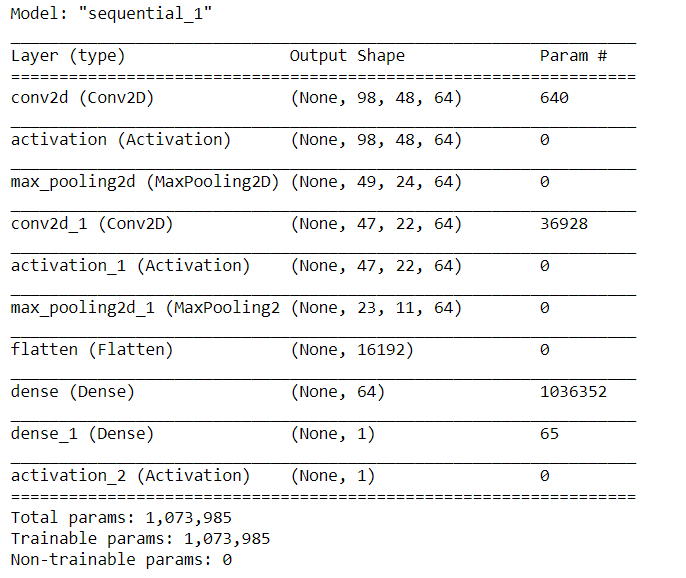 Model: "sequential_1"
_________________________________________________________________
Layer (type)                 Output Shape              Param #
=================================================================
conv2d (Conv2D)              (None, 98, 48, 64)        640
_________________________________________________________________
activation (Activation)      (None, 98, 48, 64)        0
_________________________________________________________________
max_pooling2d (MaxPooling2D) (None, 49, 24, 64)        0
_________________________________________________________________
conv2d_1 (Conv2D)            (None, 47, 22, 64)        36928
_________________________________________________________________
activation_1 (Activation)    (None, 47, 22, 64)        0
_________________________________________________________________
max_pooling2d_1 (MaxPooling2 (None, 23, 11, 64)        0
_________________________________________________________________
flatten (Flatten)            (None, 16192)             0
_________________________________________________________________
dense (Dense)                (None, 64)                1036352
_________________________________________________________________
dense_1 (Dense)              (None, 1)                 65
_________________________________________________________________
activation_2 (Activation)    (None, 1)                 0
=================================================================
Total params: 1,073,985
Trainable params: 1,073,985
Non-trainable params: 0